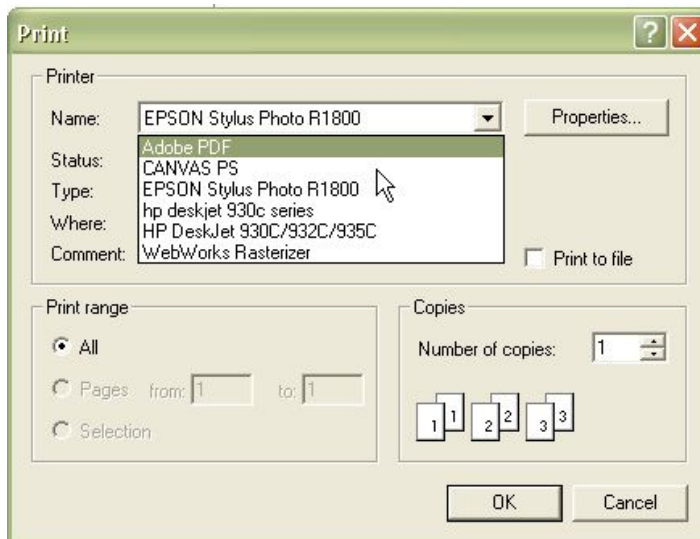 Print
Printer
Name: EPSON Stylus Photo R1800 Properties...
Adobe PDF
Status: CANVAS PS
Type: EPSON Stylus Photo R1800
hp deskjet 930c series
Where: HP DeskJet 930C/932C/935C
Comment: WebWorks Rasterizer Print to file
Print range
All
Pages from: 1 to: 1
Selection
Copies
Number of copies: 1
1 1 2 2 3 3
OK Cancel